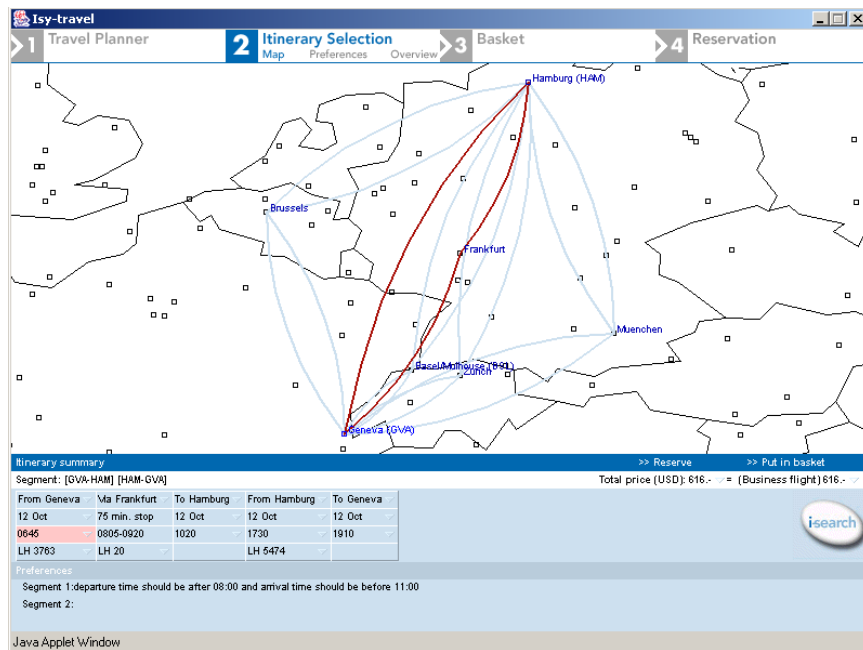 Isy-travel
1 Travel Planner
2 Itinerary Selection
Map Preferences Overview
3 Basket
4 Reservation
Hamburg (HAM)
Brussels
Frankfurt
Muenchen
Basel/Mulhouse (BSL)
Zurich
Geneva (GVA)
Itinerary summary >> Reserve >> Put in basket
Segment: [GVA-HAM] [HAM-GVA] Total price (USD): 616.- = (Business flight) 616.-
From Geneva Via Frankfurt To Hamburg From Hamburg To Geneva
12 Oct 75 min. stop 12 Oct 12 Oct 12 Oct
0645 0805-0920 1020 1730 1910
LH 3763 LH 20 LH 5474
i-search
Preferences
Segment 1:departure time should be after 08:00 and arrival time should be before 11:00
Segment 2:
Java Applet Window